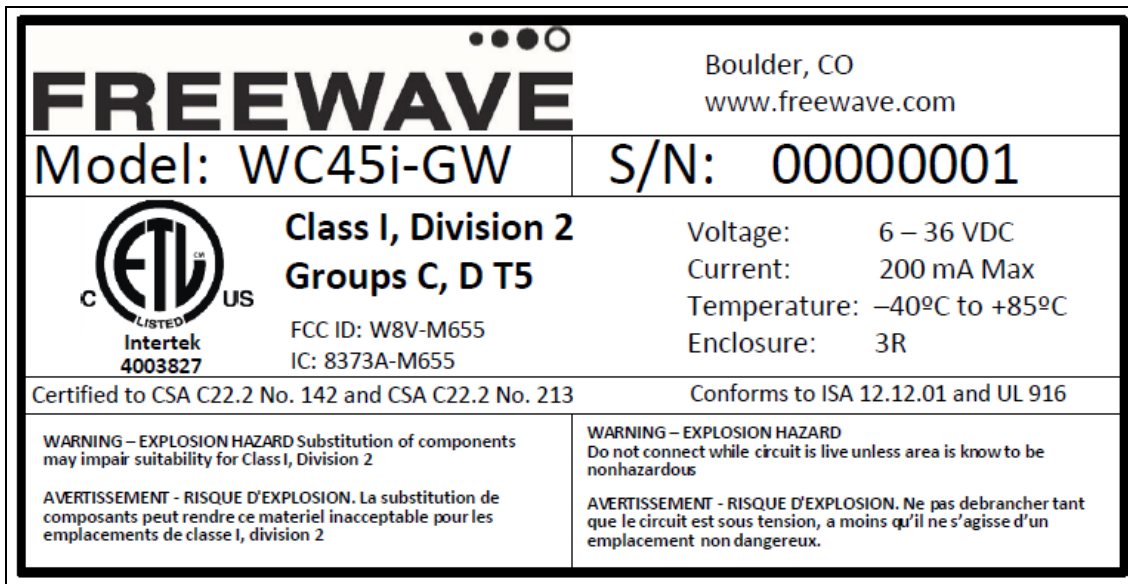 FREEWAVE
Boulder, CO
www.freewave.com
Model: WC45i-GW
S/N: 00000001
C ETL CM US
LISTED
Intertek
4003827
Class I, Division 2
Groups C, D T5
FCC ID: W8V-M655
IC: 8373A-M655
Voltage: 6 – 36 VDC
Current: 200 mA Max
Temperature: –40ºC to +85ºC
Enclosure: 3R
Certified to CSA C22.2 No. 142 and CSA C22.2 No. 213
Conforms to ISA 12.12.01 and UL 916
WARNING – EXPLOSION HAZARD Substitution of components
may impair suitability for Class I, Division 2
AVERTISSEMENT - RISQUE D'EXPLOSION. La substitution de
composants peut rendre ce materiel inacceptable pour les
emplacements de classe I, division 2
WARNING – EXPLOSION HAZARD
Do not connect while circuit is live unless area is know to be
nonhazardous
AVERTISSEMENT - RISQUE D'EXPLOSION. Ne pas debrancher tant
que le circuit est sous tension, a moins qu'il ne s'agisse d'un
emplacement non dangereux.